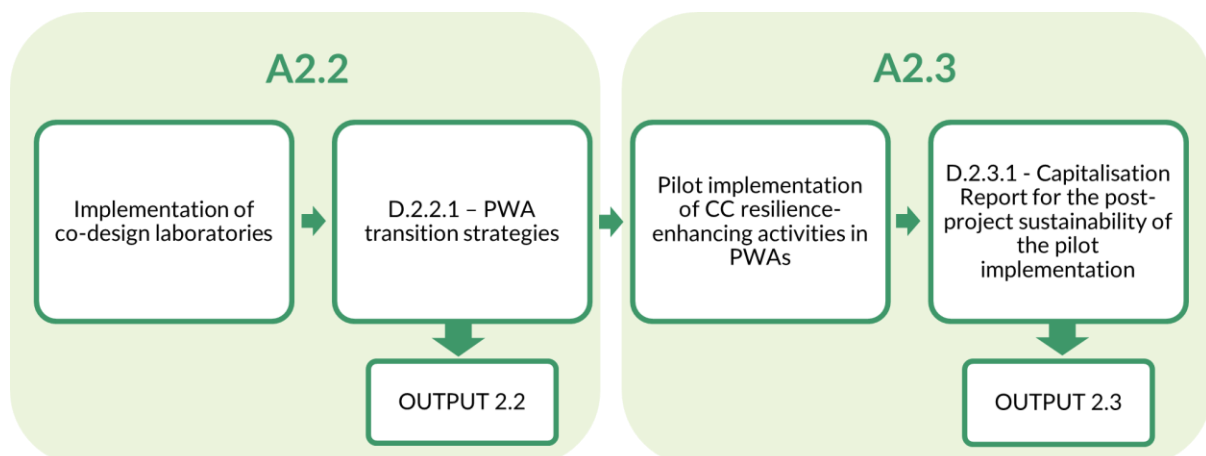 A2.2
Implementation of
co-design laboratories
D.2.2.1 – PWA
transition strategies
OUTPUT 2.2
A2.3
Pilot implementation
of CC resilience-
enhancing activities in
PWAs
D.2.3.1 - Capitalisation
Report for the post-
project sustainability of
the pilot
implementation
OUTPUT 2.3